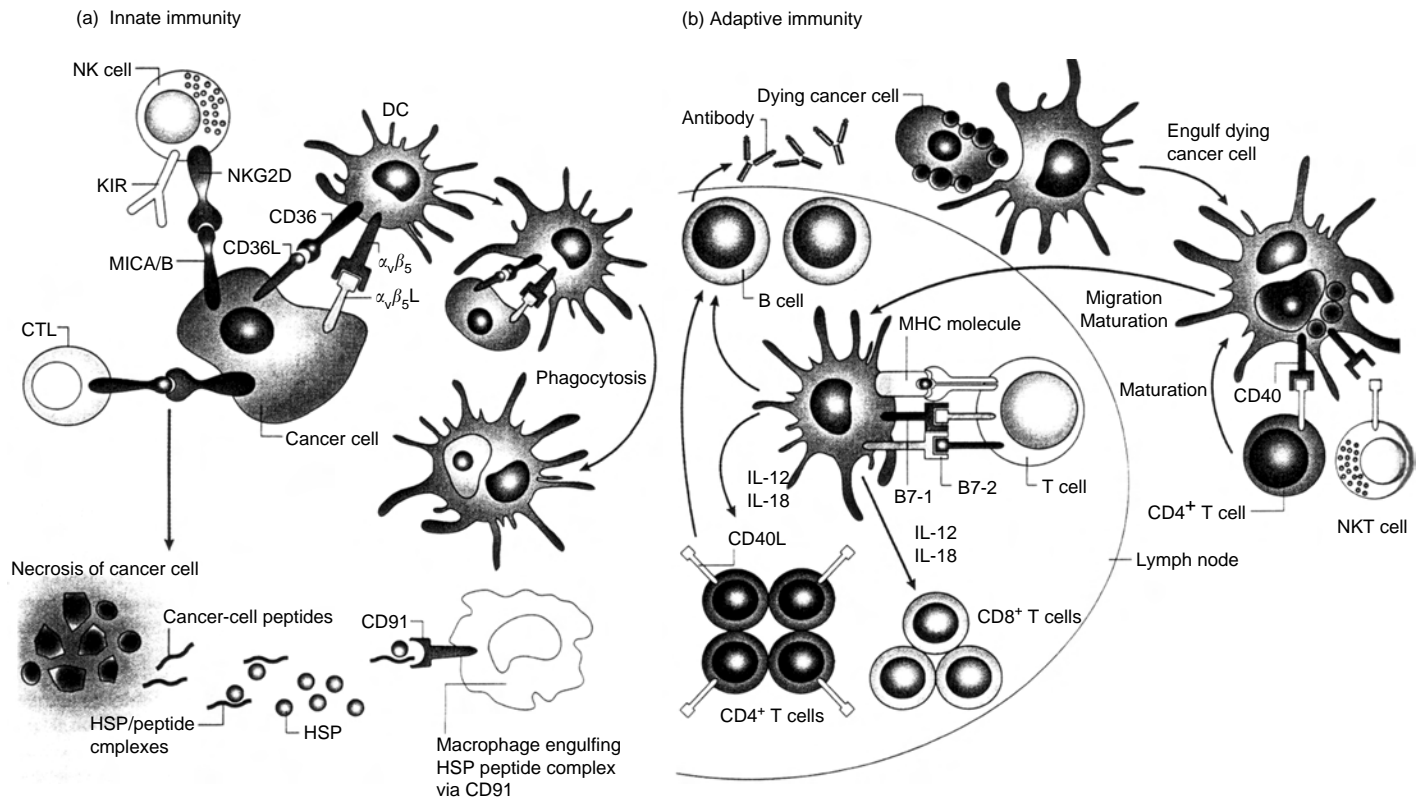 (a) Innate immunity
NK cell
DC
KIR
NKG2D
CD36
CD36L
MICA/B
αvβ5
αvβ5L
CTL
Phagocytosis
Cancer cell
Necrosis of cancer cell
Cancer-cell peptides
CD91
HSP/peptide
cmplexes
HSP
Macrophage engulfing
HSP peptide complex
via CD91
(b) Adaptive immunity
Dying cancer cell
Antibody
Engulf dying
cancer cell
B cell
Migration
Maturation
MHC molecule
Maturation
CD40
IL-12
IL-18
B7-1
B7-2
T cell
CD4+ T cell
NKT cell
CD40L
IL-12
IL-18
Lymph node
CD8+ T cells
CD4+ T cells